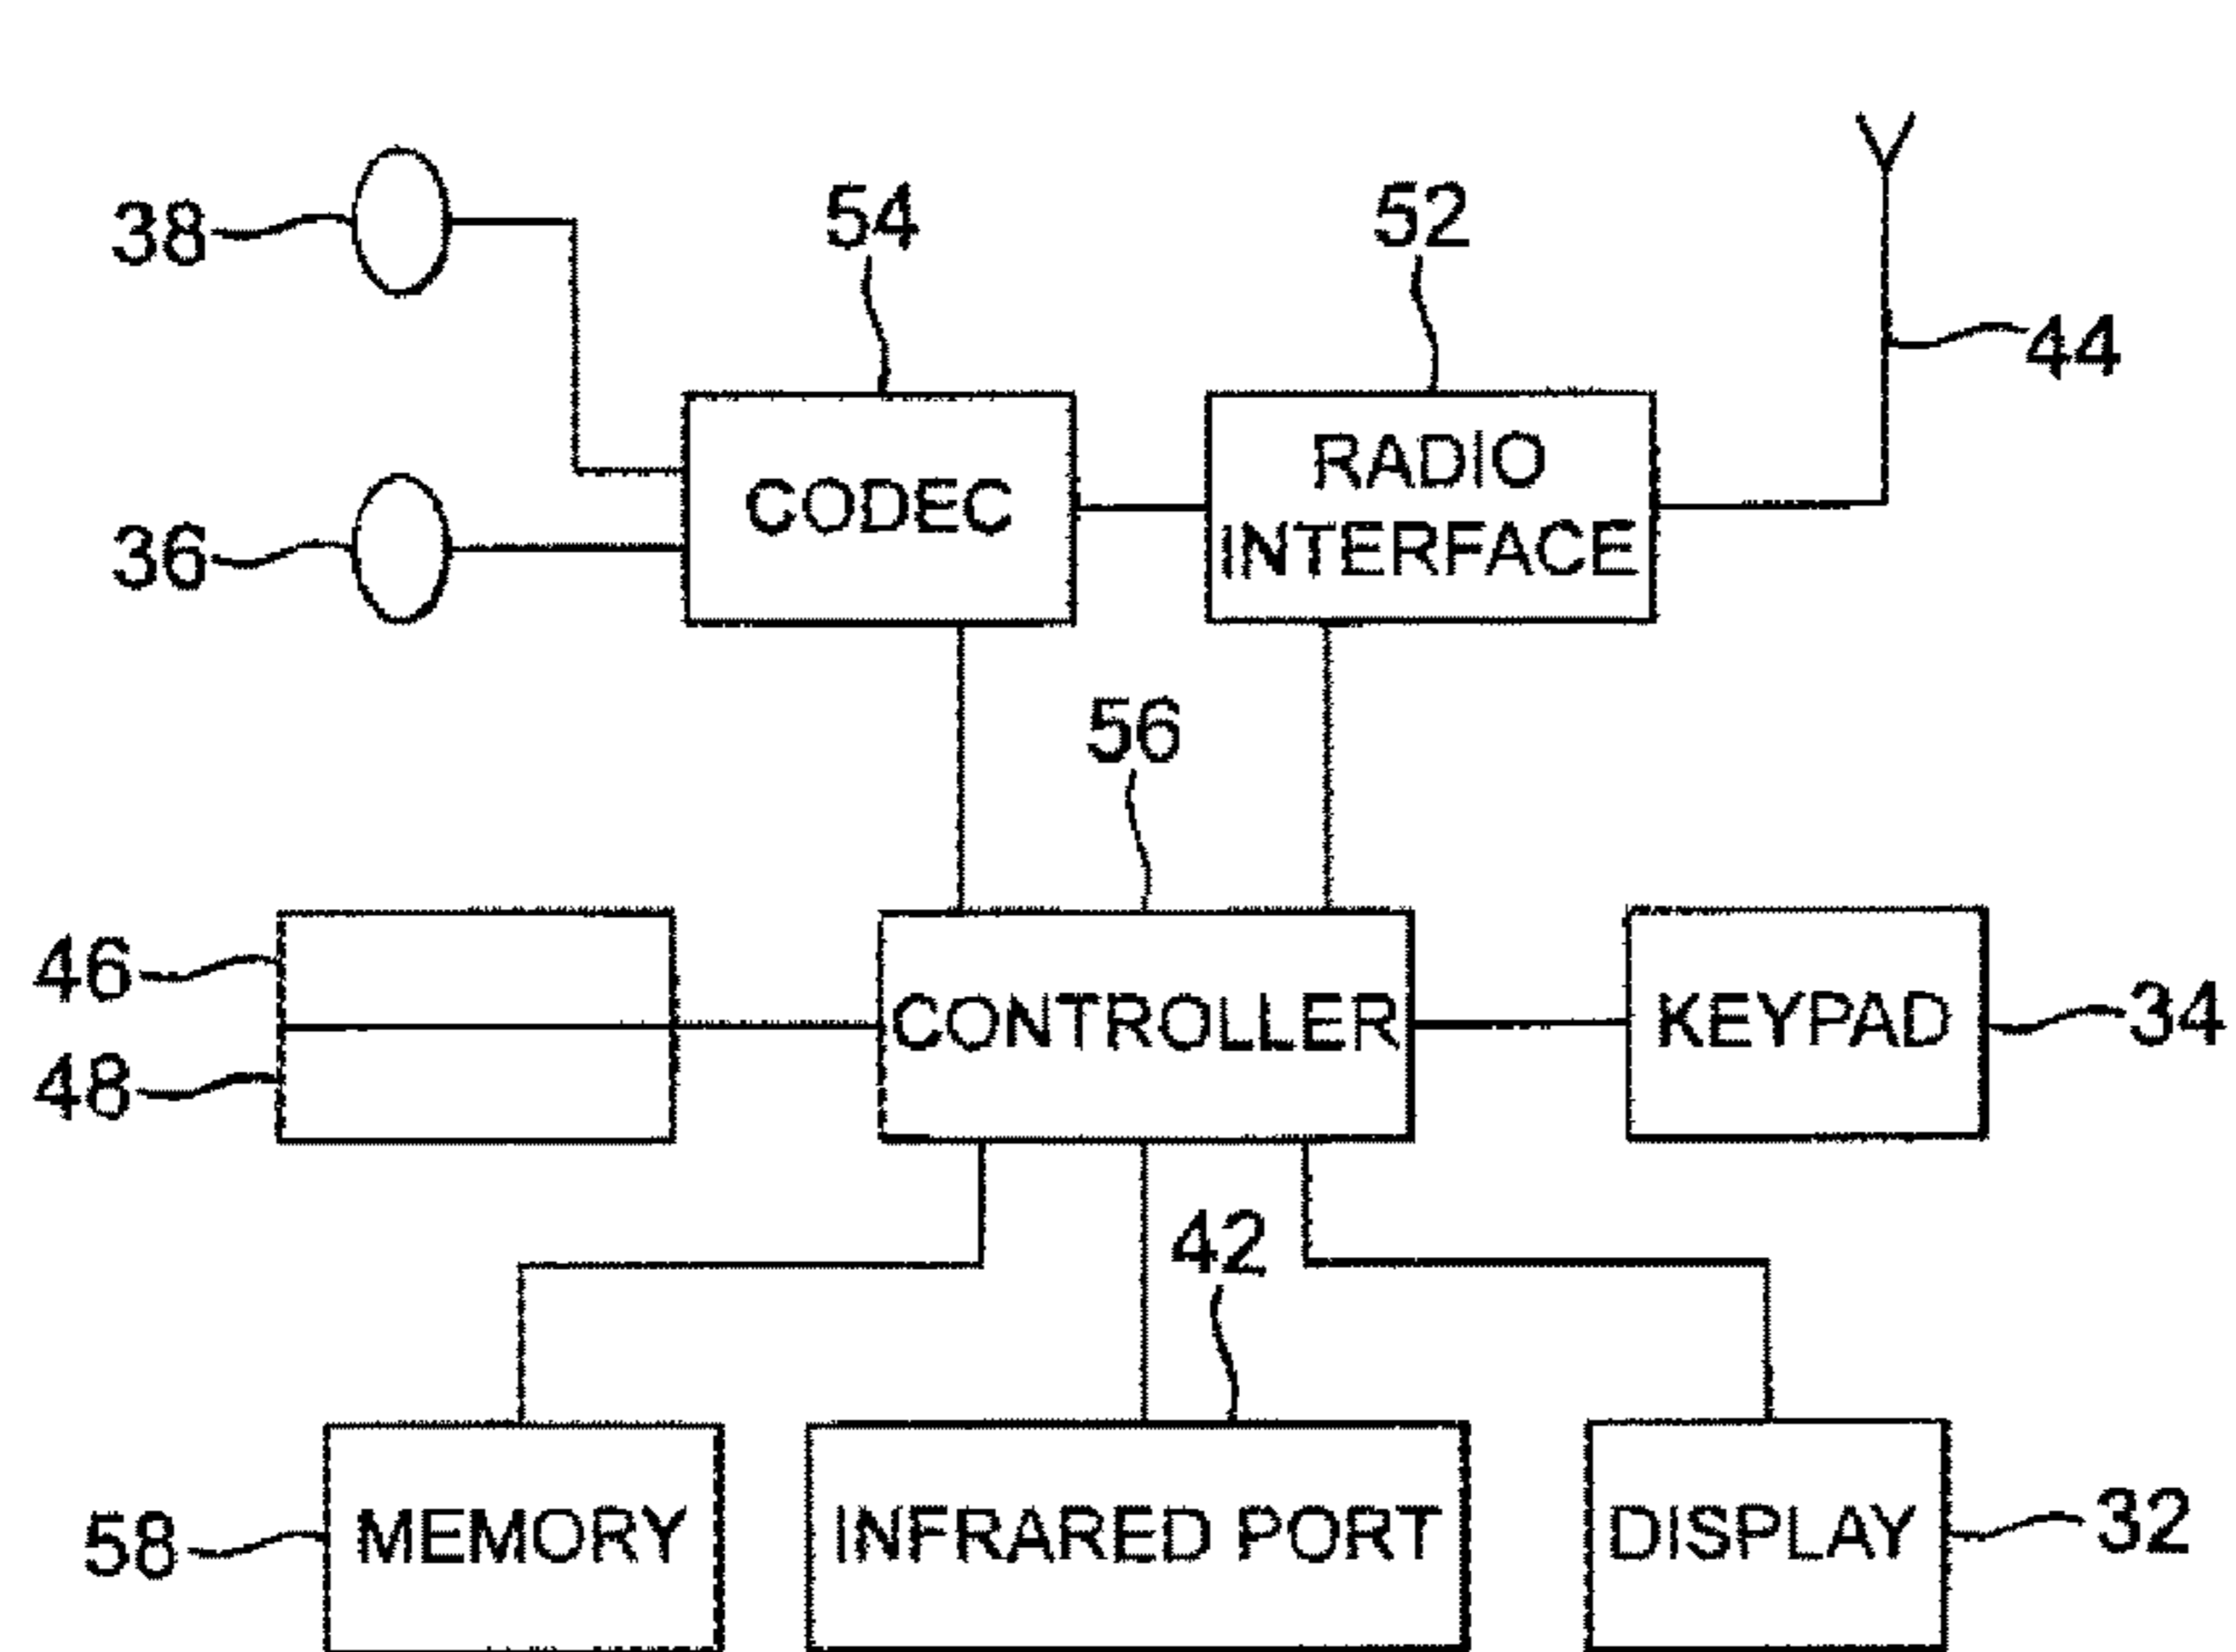 38
54
52
44
CODEC
RADIO
INTERFACE
36
56
46
48
CONTROLLER
KEYPAD
34
42
58
MEMORY
INFRARED PORT
DISPLAY
32